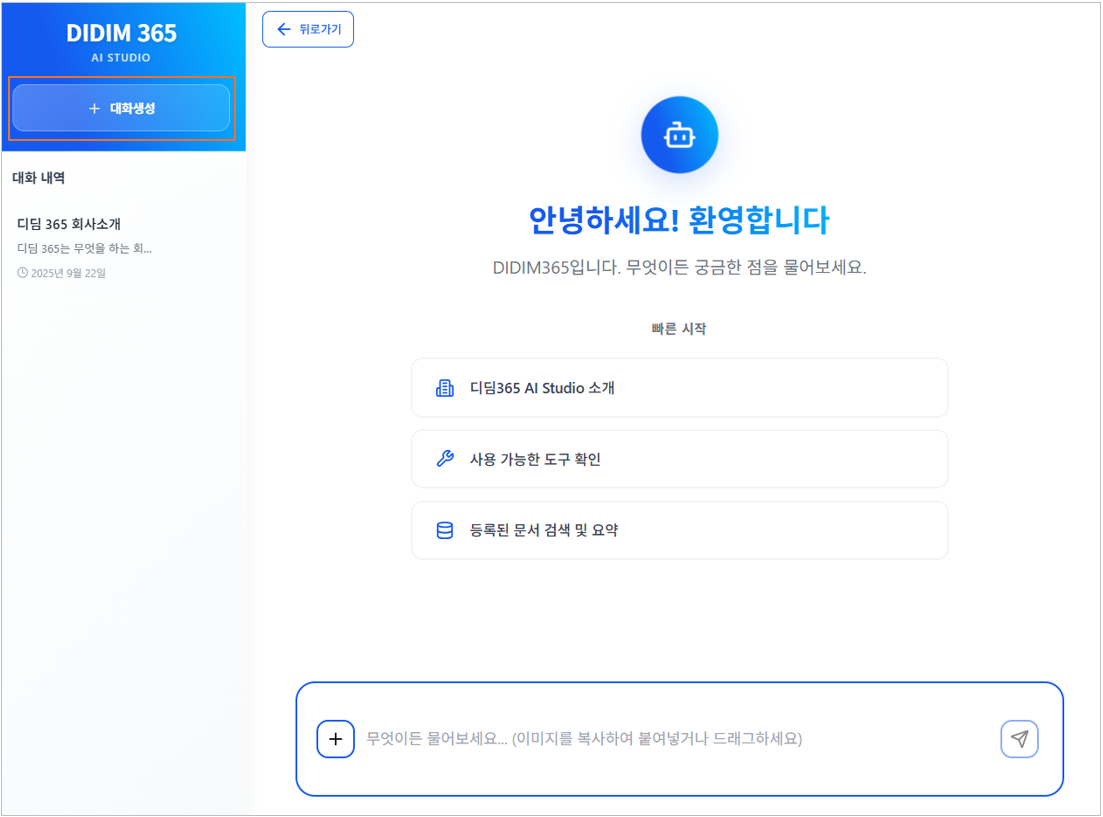 DIDIM 365
AI STUDIO
+ 대화생성
대화 내역
디딤 365 회사소개
디딤 365는 무엇을 하는 회...
2025년 9월 22일
뒤로가기
안녕하세요! 환영합니다
DIDIM365입니다. 무엇이든 궁금한 점을 물어보세요.
빠른 시작
디딤365 AI Studio 소개
사용 가능한 도구 확인
등록된 문서 검색 및 요약
무엇이든 물어보세요... (이미지를 복사하여 붙여넣거나 드래그하세요)